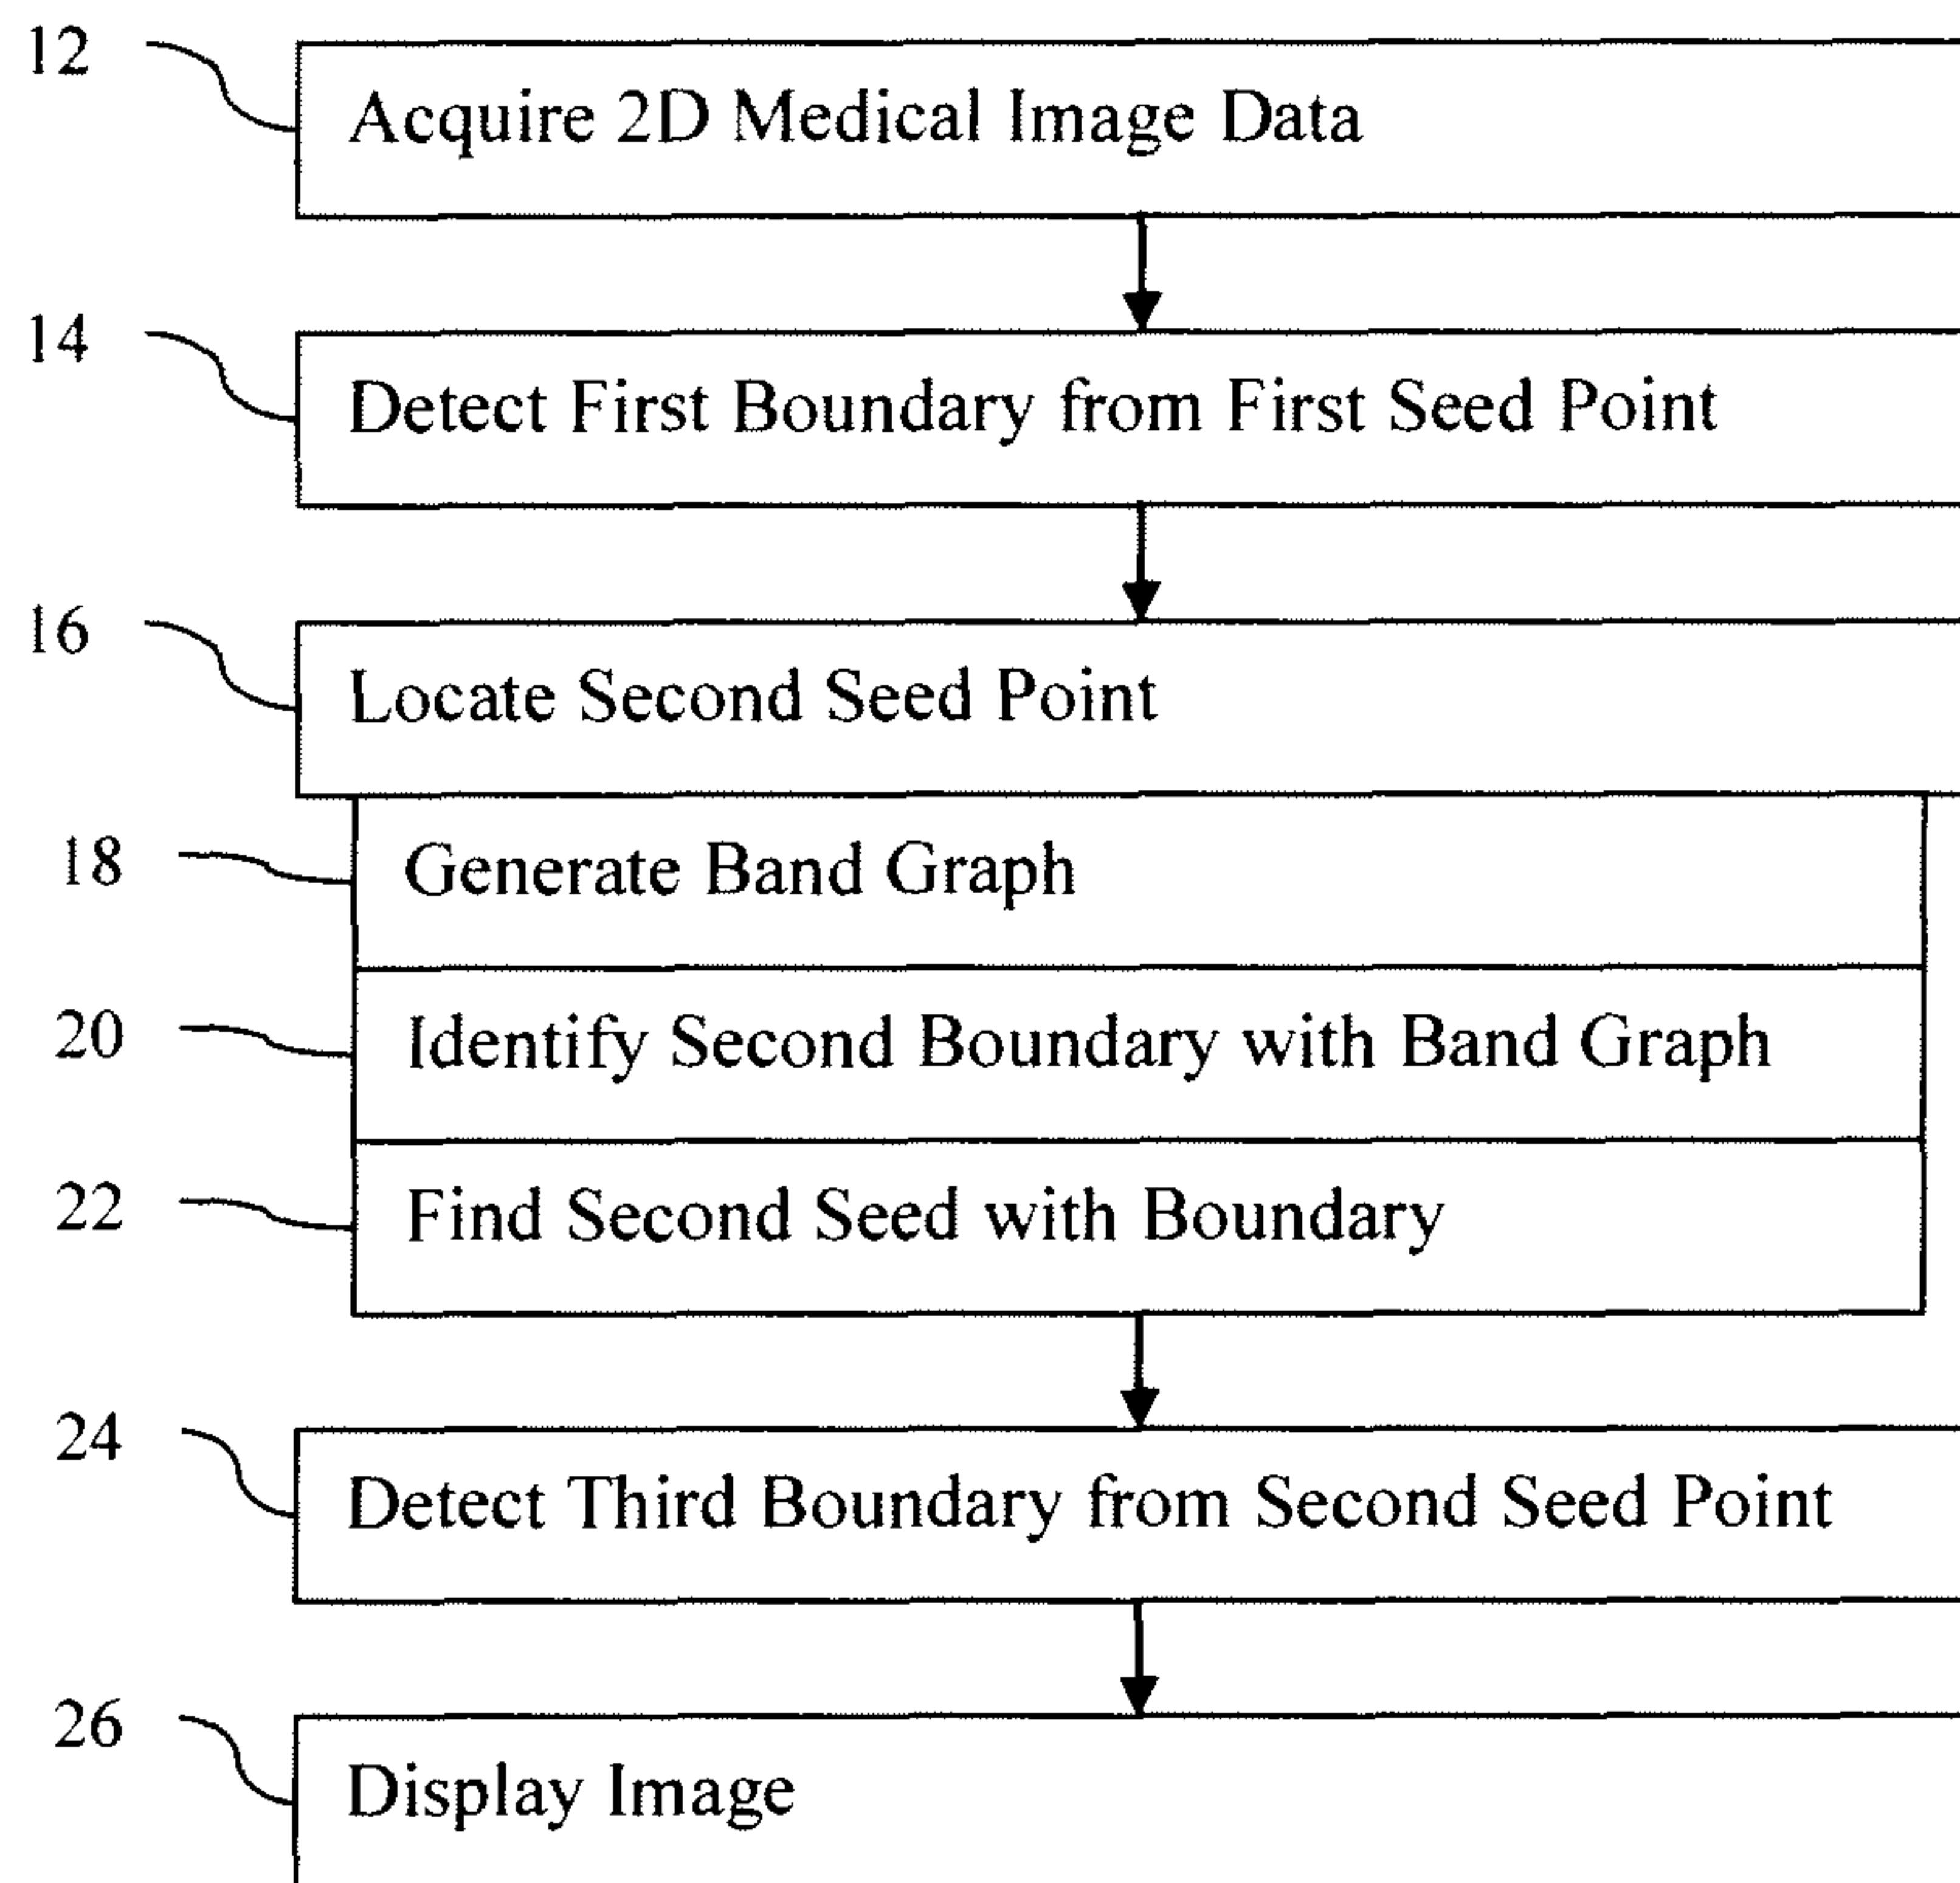 12 Acquire 2D Medical Image Data
14 Detect First Boundary from First Seed Point
16 Locate Second Seed Point
18 Generate Band Graph
20 Identify Second Boundary with Band Graph
22 Find Second Seed with Boundary
24 Detect Third Boundary from Second Seed Point
26 Display Image